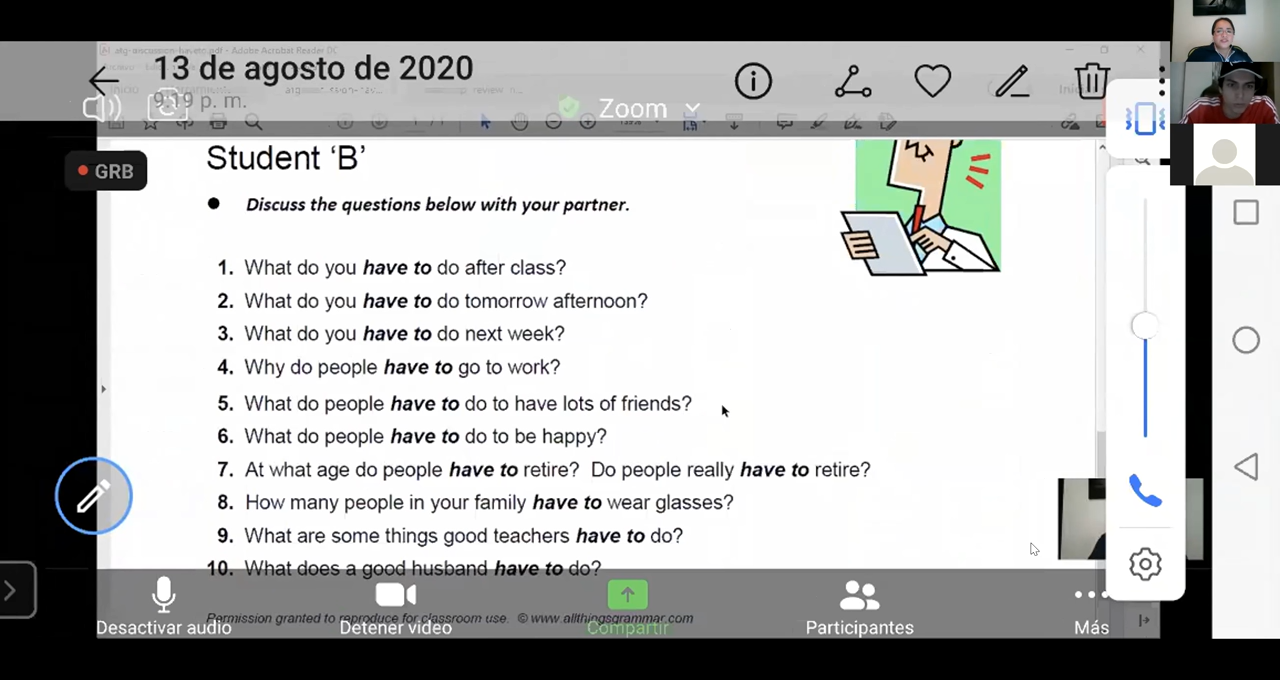 13 de agosto de 2020
9:19 p. m.
Zoom
GRB
Student ‘B’
● Discuss the questions below with your partner.
1. What do you have to do after class?
2. What do you have to do tomorrow afternoon?
3. What do you have to do next week?
4. Why do people have to go to work?
5. What do people have to do to have lots of friends?
6. What do people have to do to be happy?
7. At what age do people have to retire? Do people really have to retire?
8. How many people in your family have to wear glasses?
9. What are some things good teachers have to do?
10. What does a good husband have to do?
Permission granted to reproduce for classroom use. © www.allthingsgrammar.com
Desactivar audio
Detener video
Compartir
Participantes
Más